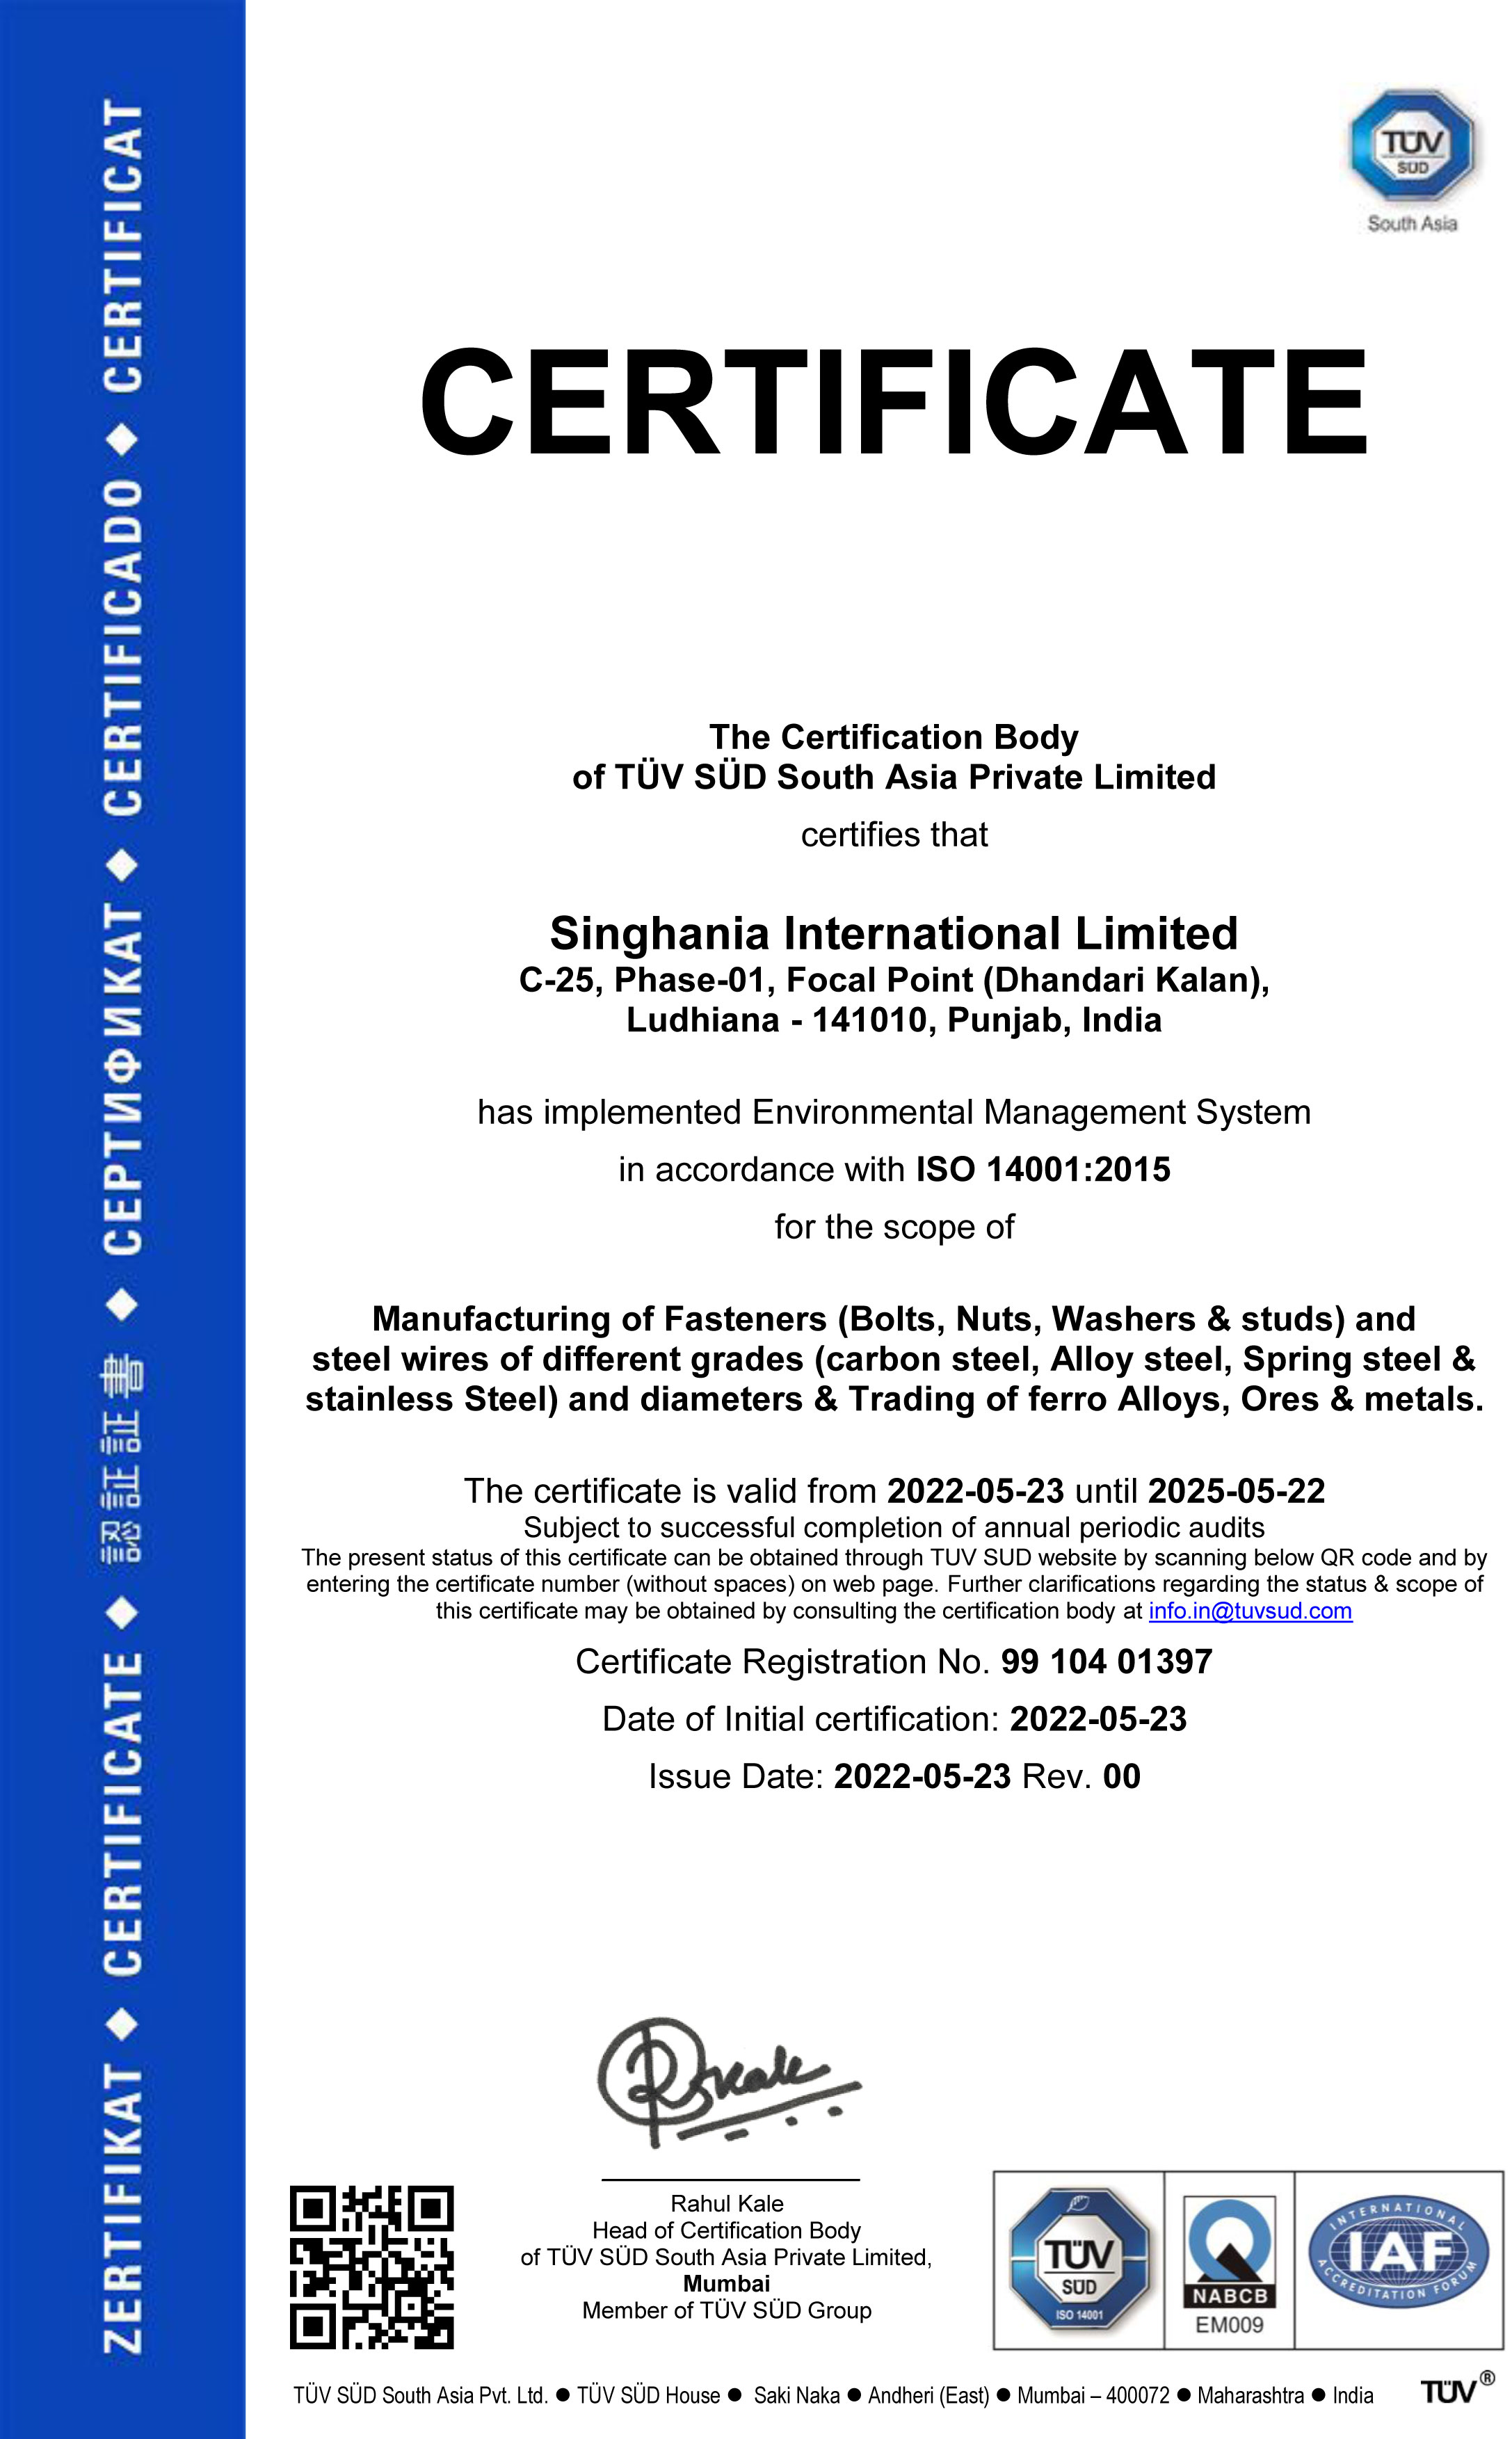 ZERTIFIKAT ◆ CERTIFICATE ◆ 認証証書 ◆ СЕРТИФИКАТ ◆ CERTIFICADO ◆ CERTIFICAT
TÜV
SÜD
South Asia
CERTIFICATE
The Certification Body
of TÜV SÜD South Asia Private Limited
certifies that
Singhania International Limited
C-25, Phase-01, Focal Point (Dhandari Kalan),
Ludhiana - 141010, Punjab, India
has implemented Environmental Management System
in accordance with ISO 14001:2015
for the scope of
Manufacturing of Fasteners (Bolts, Nuts, Washers & studs) and
steel wires of different grades (carbon steel, Alloy steel, Spring steel &
stainless Steel) and diameters & Trading of ferro Alloys, Ores & metals.
The certificate is valid from 2022-05-23 until 2025-05-22
Subject to successful completion of annual periodic audits
The present status of this certificate can be obtained through TUV SUD website by scanning below QR code and by
entering the certificate number (without spaces) on web page. Further clarifications regarding the status & scope of
this certificate may be obtained by consulting the certification body at info.in@tuvsud.com
Certificate Registration No. 99 104 01397
Date of Initial certification: 2022-05-23
Issue Date: 2022-05-23 Rev. 00
RSKale
Rahul Kale
Head of Certification Body
of TÜV SÜD South Asia Private Limited,
Mumbai
Member of TÜV SÜD Group
TÜV
SÜD
ISO 14001
NABCB
EM009
INTERNATIONAL
IAF
ACCREDITATION FORUM
TÜV SÜD South Asia Pvt. Ltd. ● TÜV SÜD House ● Saki Naka ● Andheri (East) ● Mumbai – 400072 ● Maharashtra ● India
TÜV®